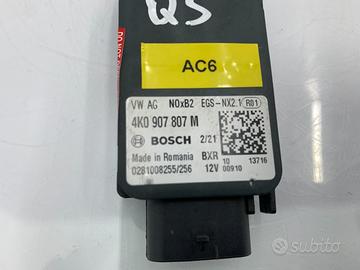 Q5
AC6
VW AG NOxB2 EGS-NX2.1 R01
4K0 907 807 M
BOSCH 2/21
Made in Romania BXR 10 13716
0281008255/256 12V 00910
subito